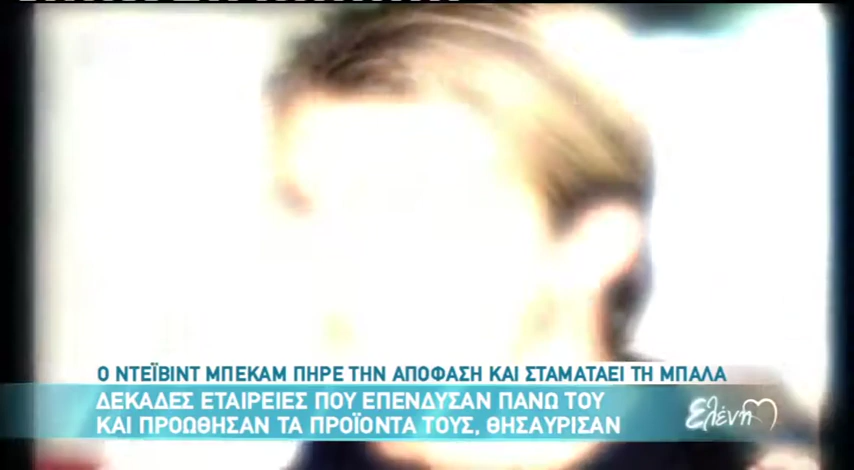 Ο ΝΤΕΪΒΙΝΤ ΜΠΕΚΑΜ ΠΗΡΕ ΤΗΝ ΑΠΟΦΑΣΗ ΚΑΙ ΣΤΑΜΑΤΑΕΙ ΤΗ ΜΠΑΛΑ
ΔΕΚΑΔΕΣ ΕΤΑΙΡΕΙΕΣ ΠΟΥ ΕΠΕΝΔΥΣΑΝ ΠΑΝΩ ΤΟΥ
ΚΑΙ ΠΡΟΩΘΗΣΑΝ ΤΑ ΠΡΟΪΟΝΤΑ ΤΟΥΣ, ΘΗΣΑΥΡΙΣΑΝ
Ελένη